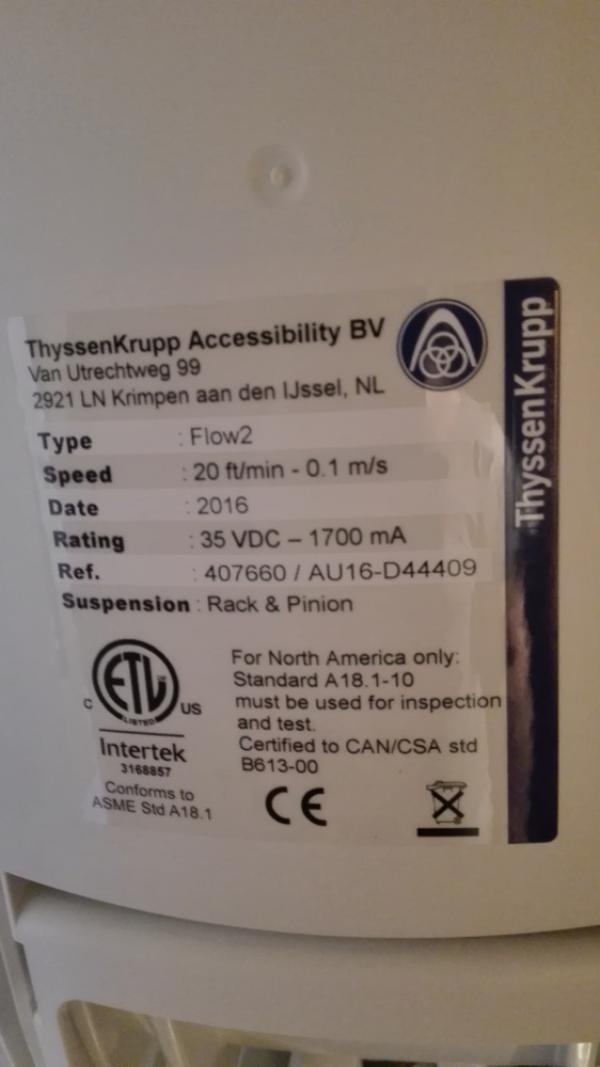 ThyssenKrupp Accessibility BV
Van Utrechtweg 99
2921 LN Krimpen aan den IJssel, NL
ThyssenKrupp
Type : Flow2
Speed : 20 ft/min - 0.1 m/s
Date : 2016
Rating : 35 VDC – 1700 mA
Ref. : 407660 / AU16-D44409
Suspension : Rack & Pinion
C ETL US
LISTED
Intertek
3168857
Conforms to
ASME Std A18.1
For North America only:
Standard A18.1-10
must be used for inspection
and test.
Certified to CAN/CSA std
B613-00
CE